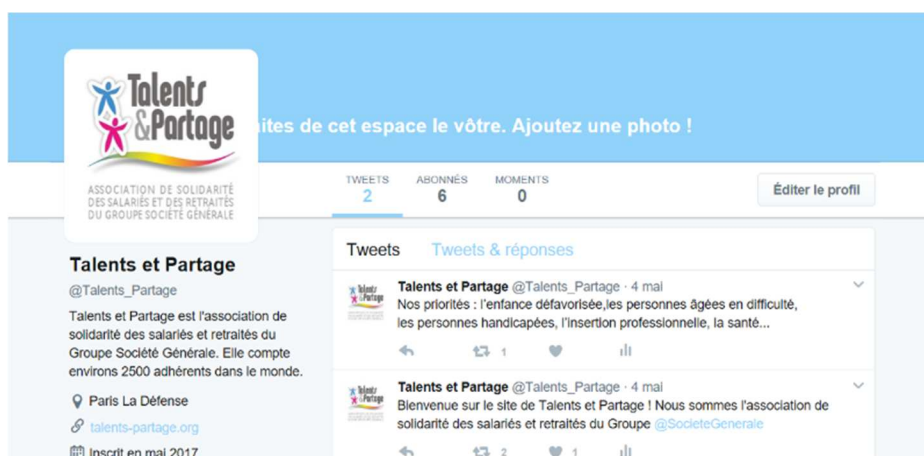 Talents
&Partage
ASSOCIATION DE SOLIDARITÉ
DES SALARIÉS ET DES RETRAITÉS
DU GROUPE SOCIÉTÉ GÉNÉRALE
ites de cet espace le vôtre. Ajoutez une photo !
TWEETS ABONNÉS MOMENTS
2 6 0
Éditer le profil
Talents et Partage
@Talents_Partage
Talents et Partage est l'association de
solidarité des salariés et retraités du
Groupe Société Générale. Elle compte
environs 2500 adhérents dans le monde.
Paris La Défense
talents-partage.org
Inscrit en mai 2017
Tweets Tweets & réponses
Talents et Partage @Talents_Partage · 4 mai
Nos priorités : l'enfance défavorisée,les personnes âgées en difficulté,
les personnes handicapées, l'insertion professionnelle, la santé...
1
Talents et Partage @Talents_Partage · 4 mai
Bienvenue sur le site de Talents et Partage ! Nous sommes l'association de
solidarité des salariés et retraités du Groupe @SocieteGenerale
2 1